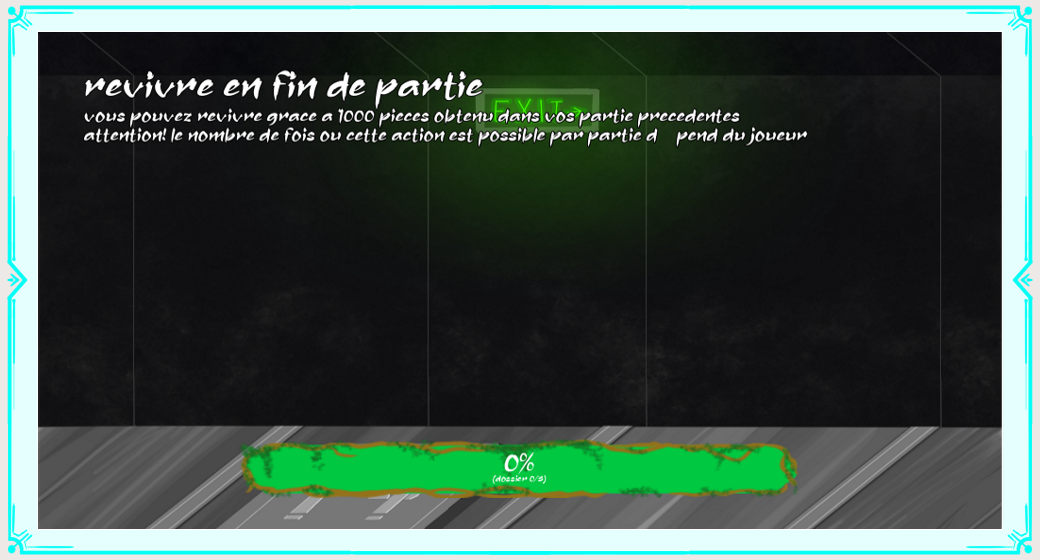 revivre en fin de partie
EXIT→
vous pouvez revivre grace a 1000 pieces obtenu dans vos partie precedentes
attention! le nombre de fois ou cette action est possible par partie d pend du joueur
0%
(dossier 0/5)